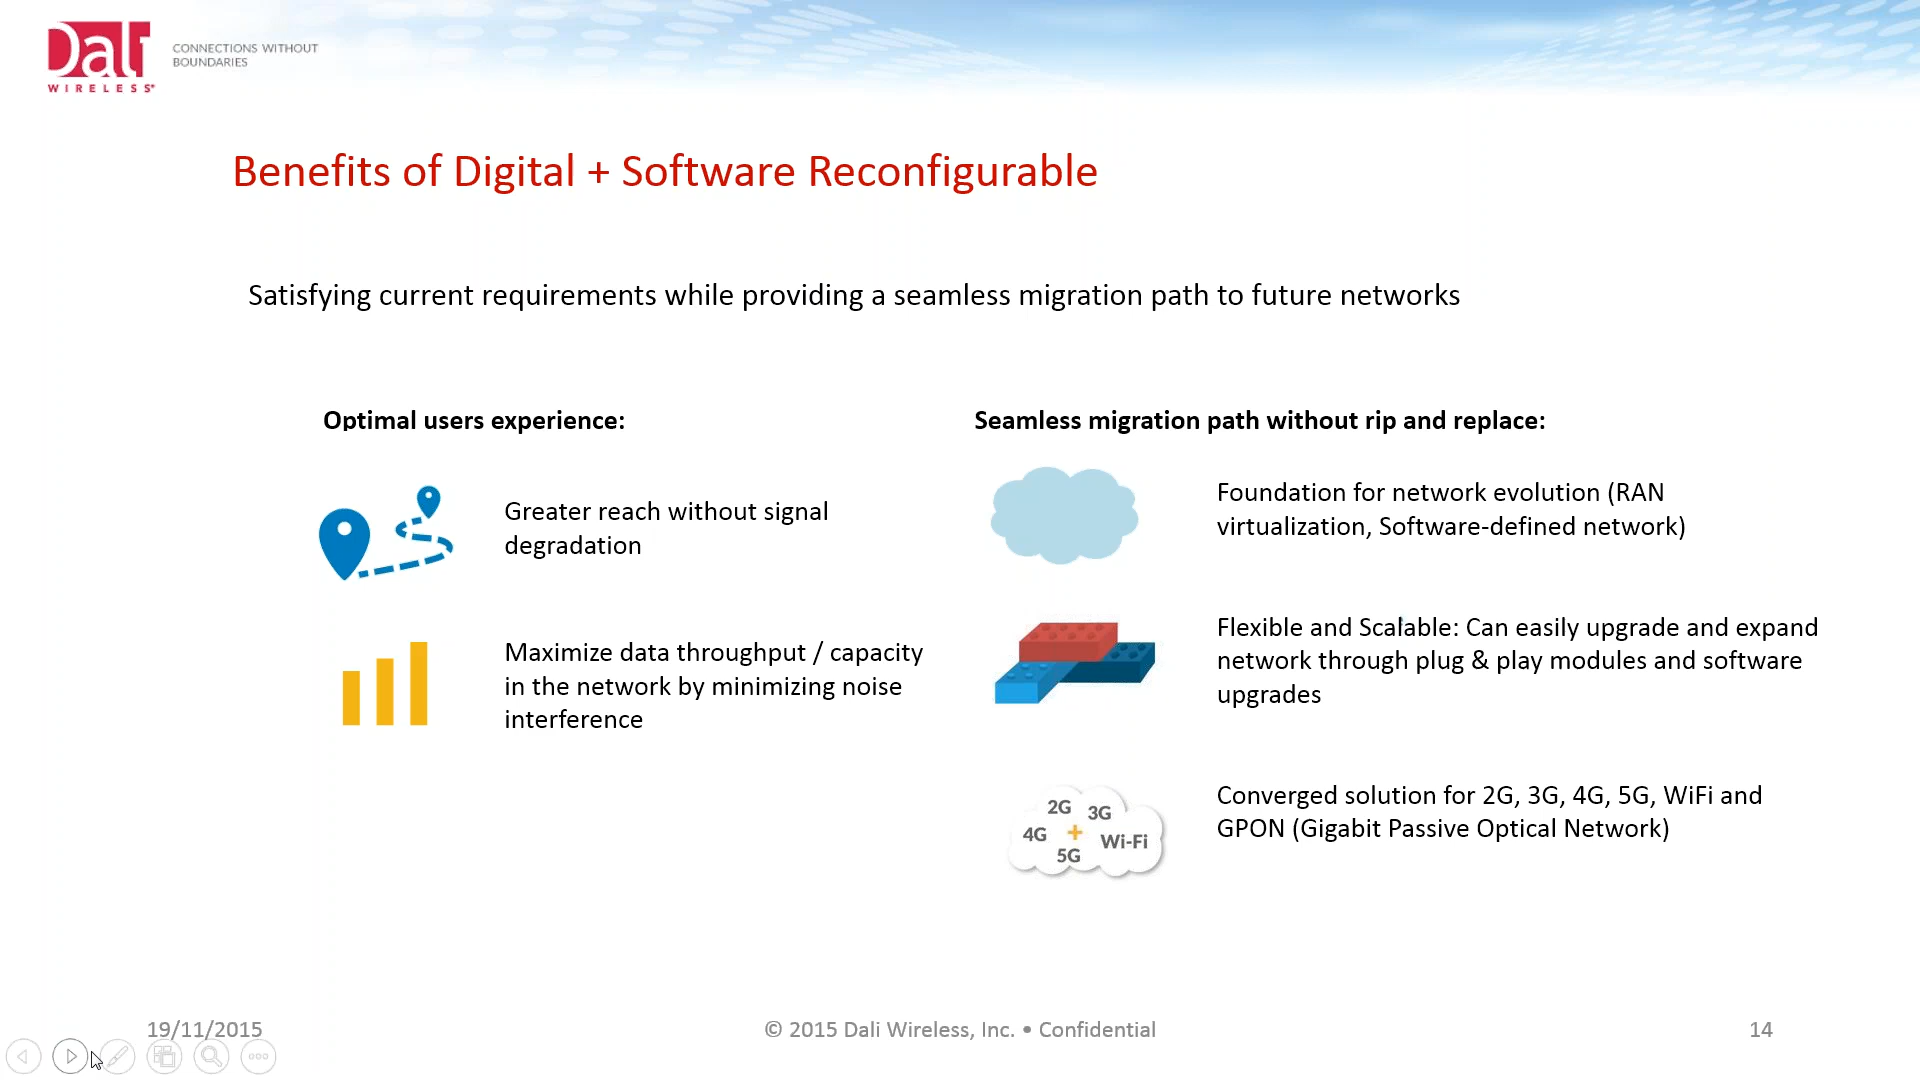 Dali
WIRELESS®
CONNECTIONS WITHOUT
BOUNDARIES
Benefits of Digital + Software Reconfigurable
Satisfying current requirements while providing a seamless migration path to future networks
Optimal users experience:
Greater reach without signal
degradation
Maximize data throughput / capacity
in the network by minimizing noise
interference
Seamless migration path without rip and replace:
Foundation for network evolution (RAN
virtualization, Software-defined network)
Flexible and Scalable: Can easily upgrade and expand
network through plug & play modules and software
upgrades
2G 3G
4G + Wi-Fi
5G
Converged solution for 2G, 3G, 4G, 5G, WiFi and
GPON (Gigabit Passive Optical Network)
19/11/2015
© 2015 Dali Wireless, Inc. • Confidential
14